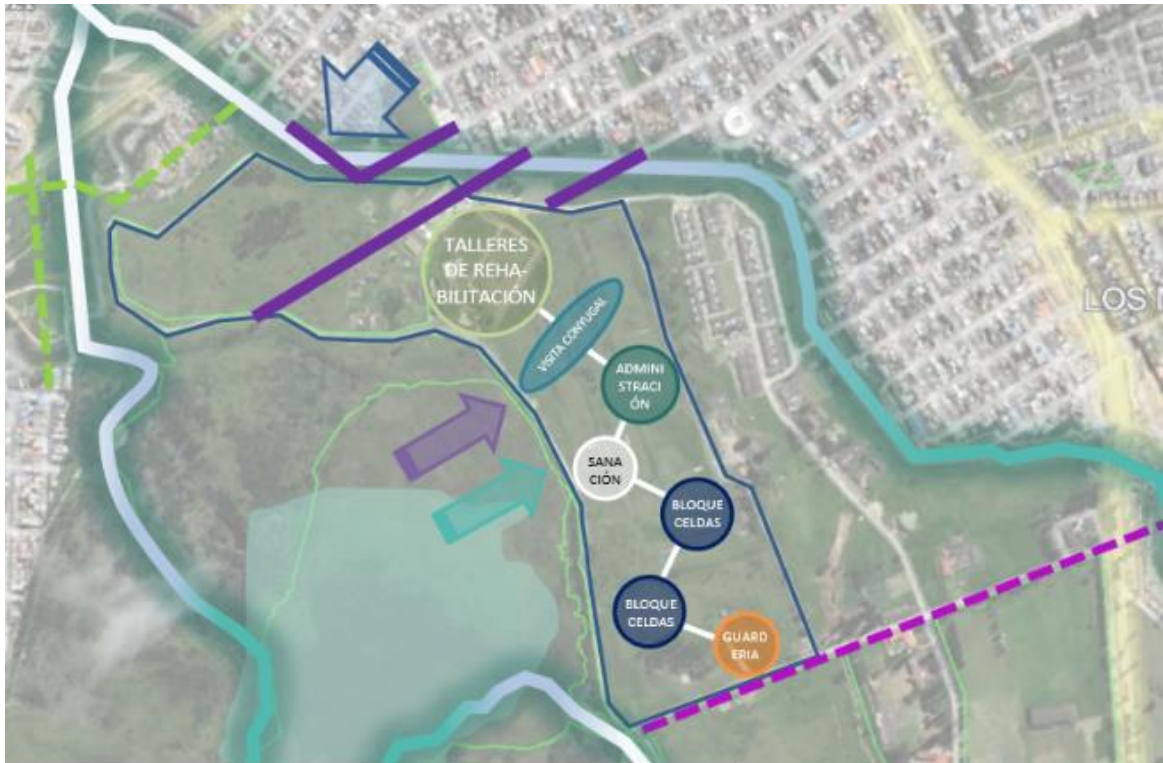 TALLERES
DE REHA-
BILITACIÓN
VISITA CONYUGAL
ADMINI
STRACI
ÓN
LOS
SANA
CIÓN
BLOQUE
CELDAS
BLOQUE
CELDAS
GUARD
ERIA